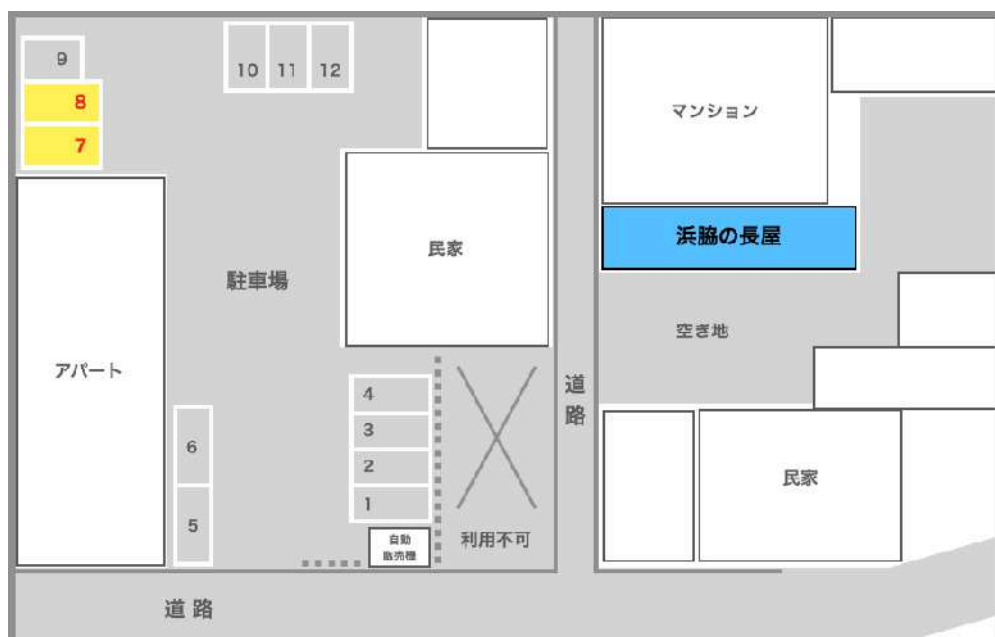 9
8
7
10 11 12
マンション
浜脇の長屋
民家
駐車場
空き地
アパート
道路
4
3
2
1
6
5
民家
自動
販売機
利用不可
道路